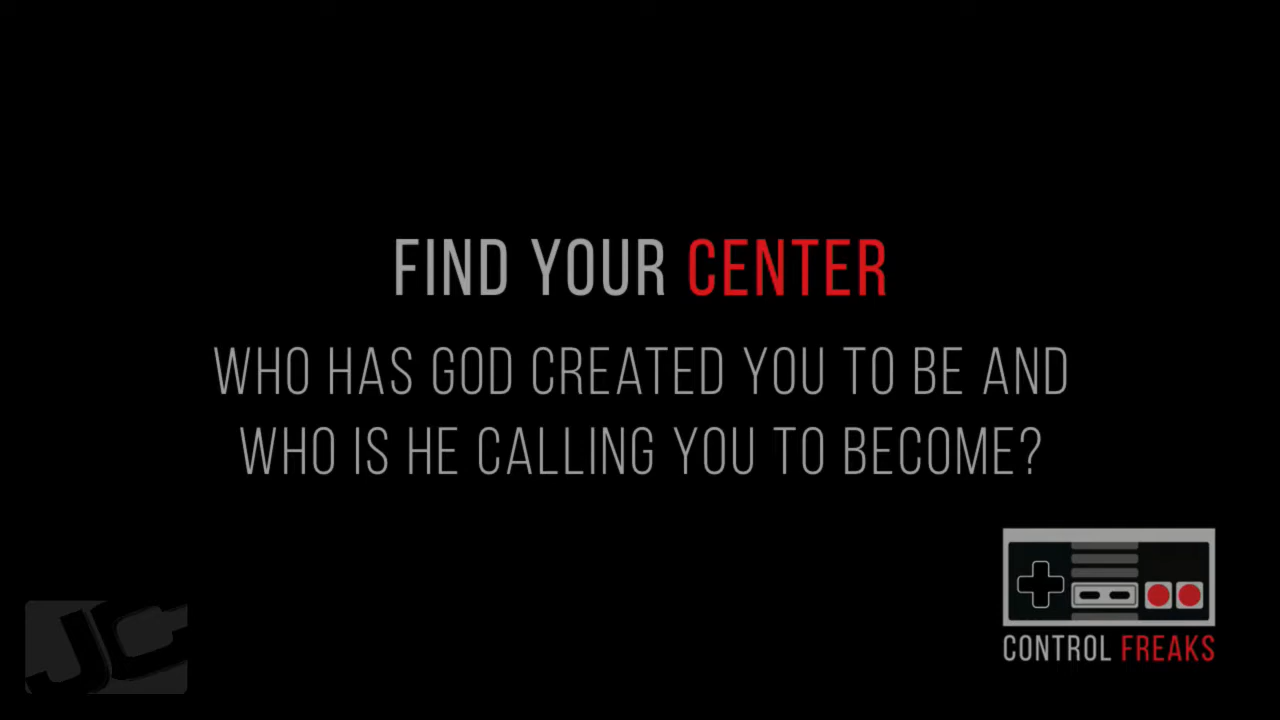 FIND YOUR CENTER
WHO HAS GOD CREATED YOU TO BE AND
WHO IS HE CALLING YOU TO BECOME?
CONTROL FREAKS
JC